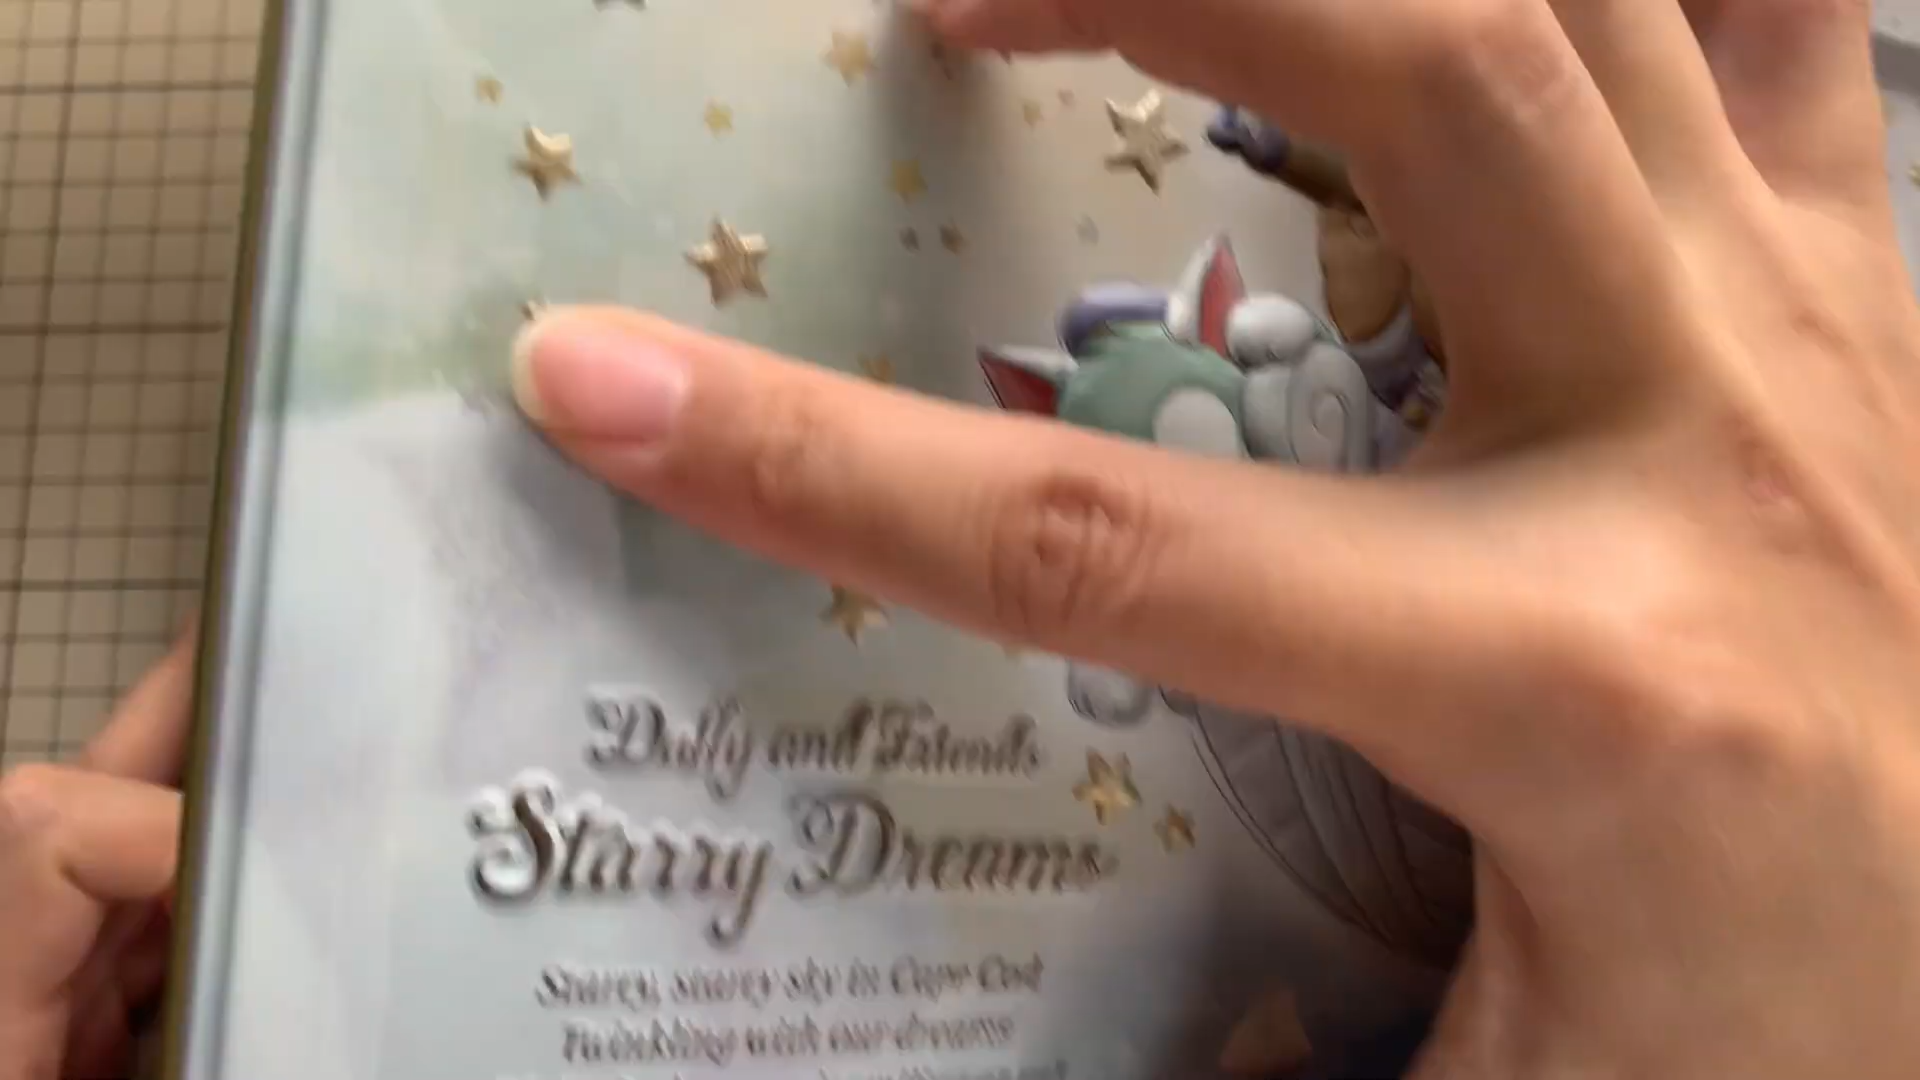 Duffy and Friends
Starry Dreams
Starry, starry sky in Cape Cod
Twinkling with our dreams